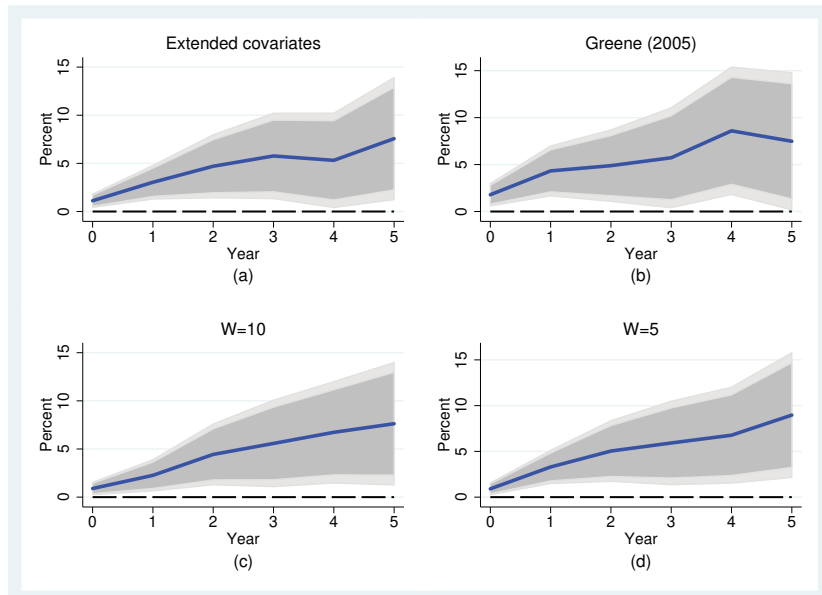 Extended covariates
Percent
15
10
5
0
0 1 2 3 4 5
Year
(a)
Greene (2005)
Percent
15
10
5
0
0 1 2 3 4 5
Year
(b)
W=10
Percent
15
10
5
0
0 1 2 3 4 5
Year
(c)
W=5
Percent
15
10
5
0
0 1 2 3 4 5
Year
(d)